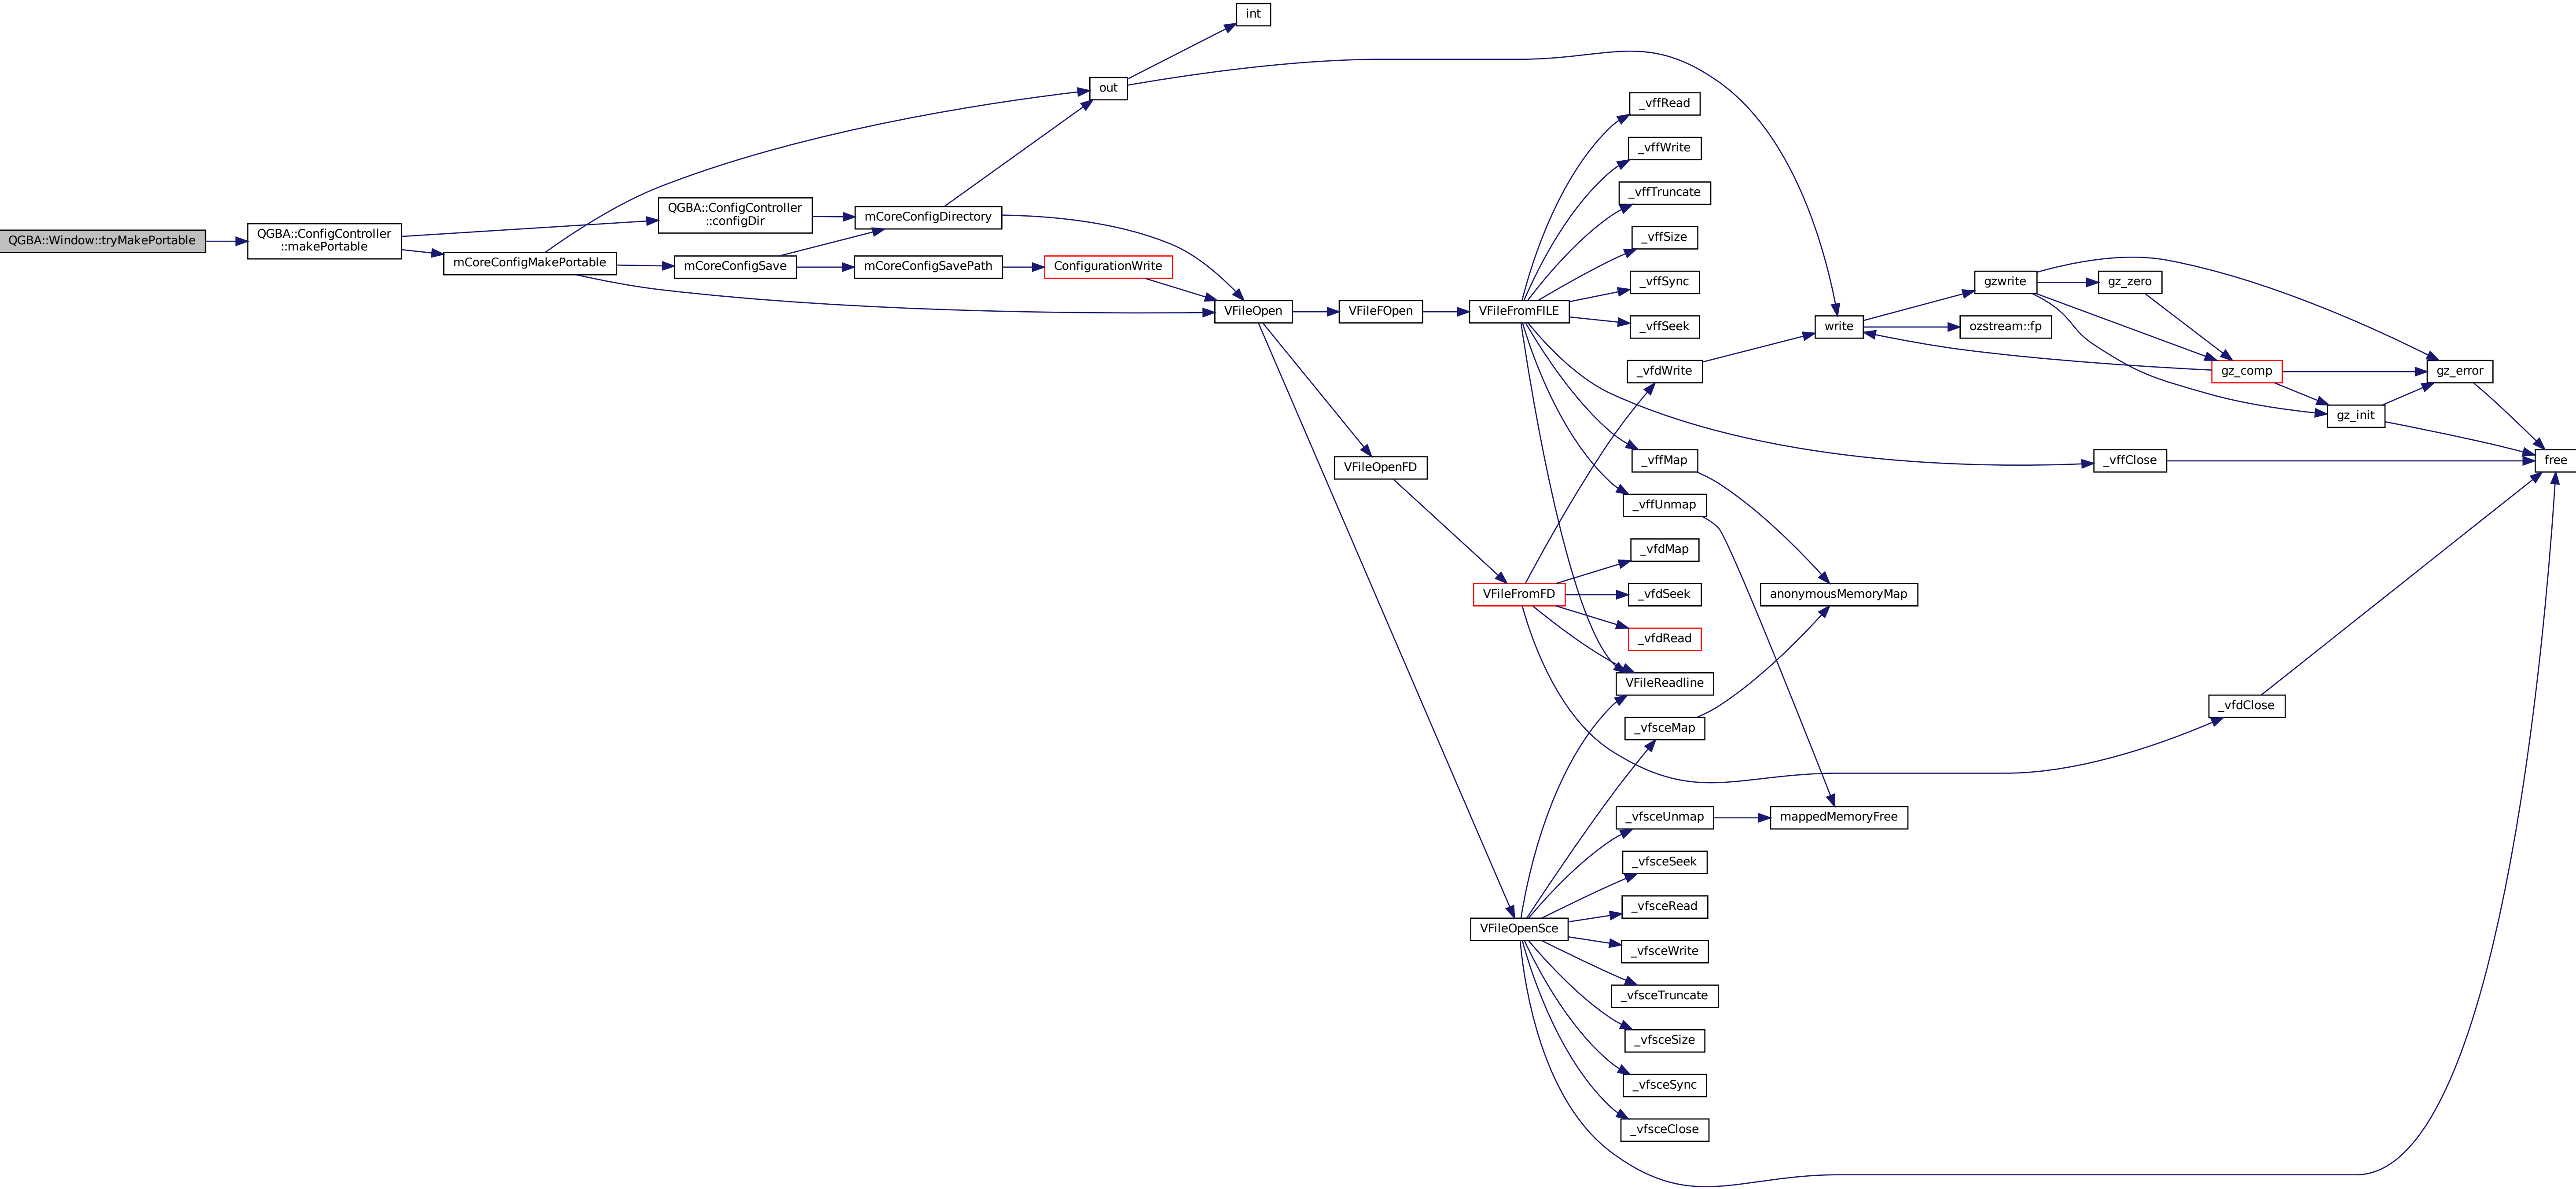 QGBA::Window::tryMakePortable
QGBA::ConfigController
::makePortable
QGBA::ConfigController
::configDir
mCoreConfigMakePortable
mCoreConfigDirectory
mCoreConfigSave
mCoreConfigSavePath
ConfigurationWrite
out
int
VFileOpen
VFileFOpen
VFileOpenFD
VFileFromFILE
VFileFromFD
VFileOpenSce
_vffRead
_vffWrite
_vffTruncate
_vffSize
_vffSync
_vffSeek
_vfdWrite
_vffMap
_vffUnmap
_vfdMap
_vfdSeek
_vfdRead
VFileReadline
_vfsceMap
_vfsceUnmap
_vfsceSeek
_vfsceRead
_vfsceWrite
_vfsceTruncate
_vfsceSize
_vfsceSync
_vfsceClose
write
anonymousMemoryMap
mappedMemoryFree
gzwrite
ozstream::fp
gz_zero
gz_comp
gz_init
gz_error
_vffClose
_vfdClose
free